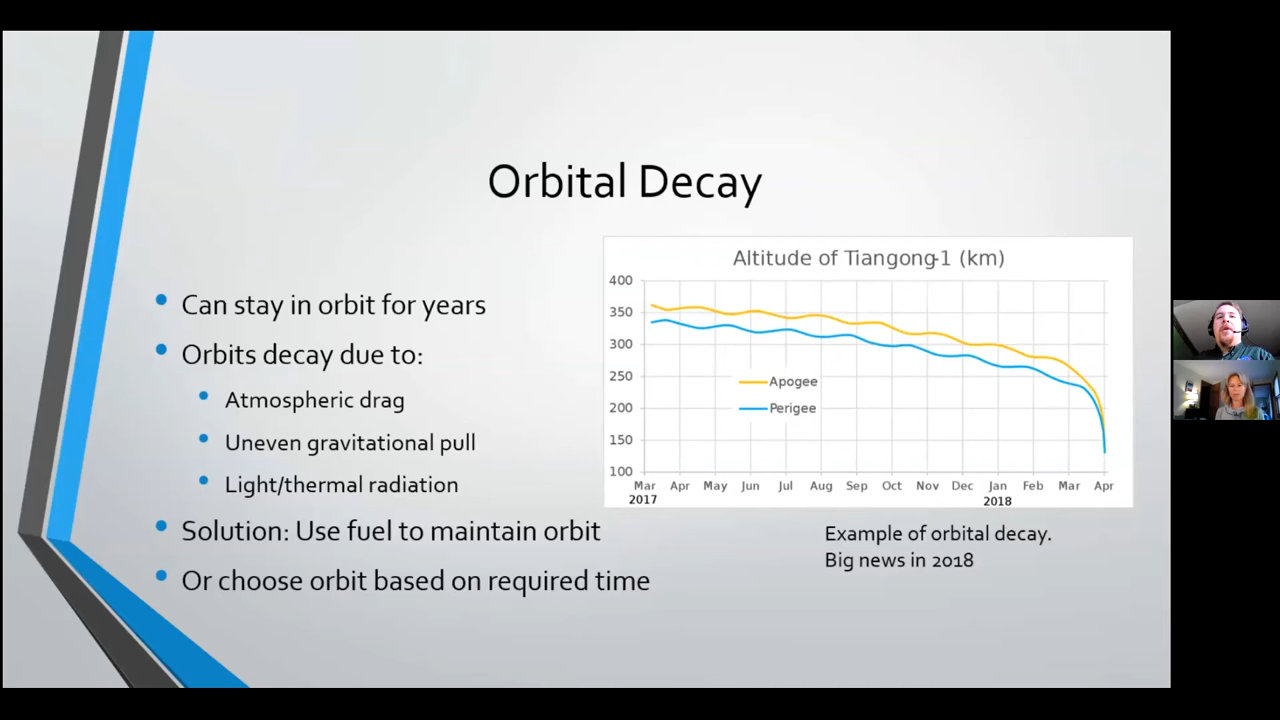 Orbital Decay
Can stay in orbit for years
Orbits decay due to:
Atmospheric drag
Uneven gravitational pull
Light/thermal radiation
Solution: Use fuel to maintain orbit
Or choose orbit based on required time
Altitude of Tiangong-1 (km)
400
350
300
250
200
150
100
Apogee
Perigee
Mar Apr May Jun Jul Aug Sep Oct Nov Dec Jan Feb Mar Apr
2017 2018
Example of orbital decay.
Big news in 2018